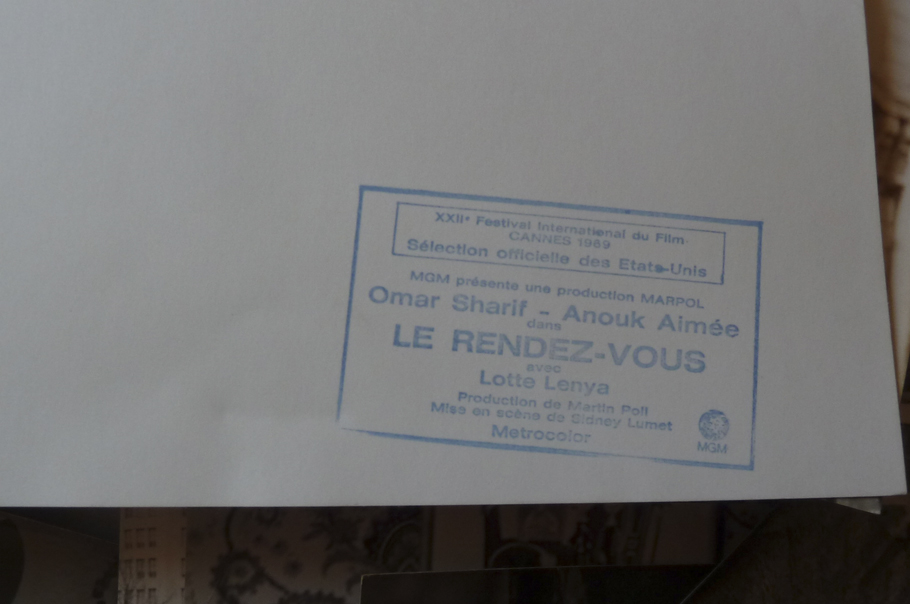 XXIIe Festival International du Film
CANNES 1969
Sélection officielle des Etats-Unis
MGM présente une production MARPOL
Omar Sharif - Anouk Aimée
dans
LE RENDEZ-VOUS
avec
Lotte Lenya
Production de Martin Poll
Mise en scène de Sidney Lumet
Metrocolor
MGM